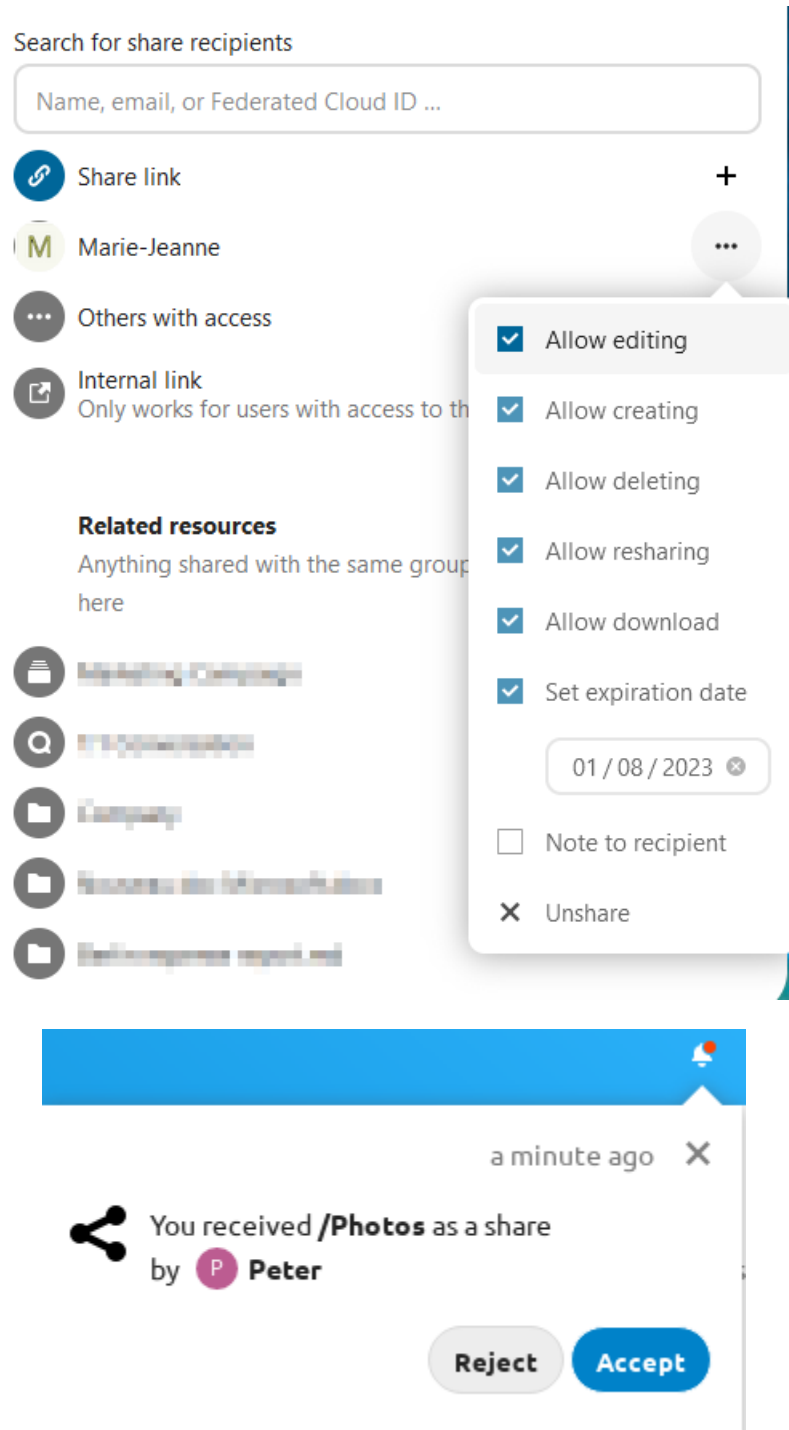 Search for share recipients
Name, email, or Federated Cloud ID ...
Share link
M Marie-Jeanne
Others with access
Internal link
Only works for users with access to th
Allow editing
Allow creating
Allow deleting
Allow resharing
Allow download
Set expiration date
01 / 08 / 2023
Note to recipient
Unshare
Related resources
Anything shared with the same group
here
a minute ago
You received /Photos as a share
by P Peter
Reject Accept